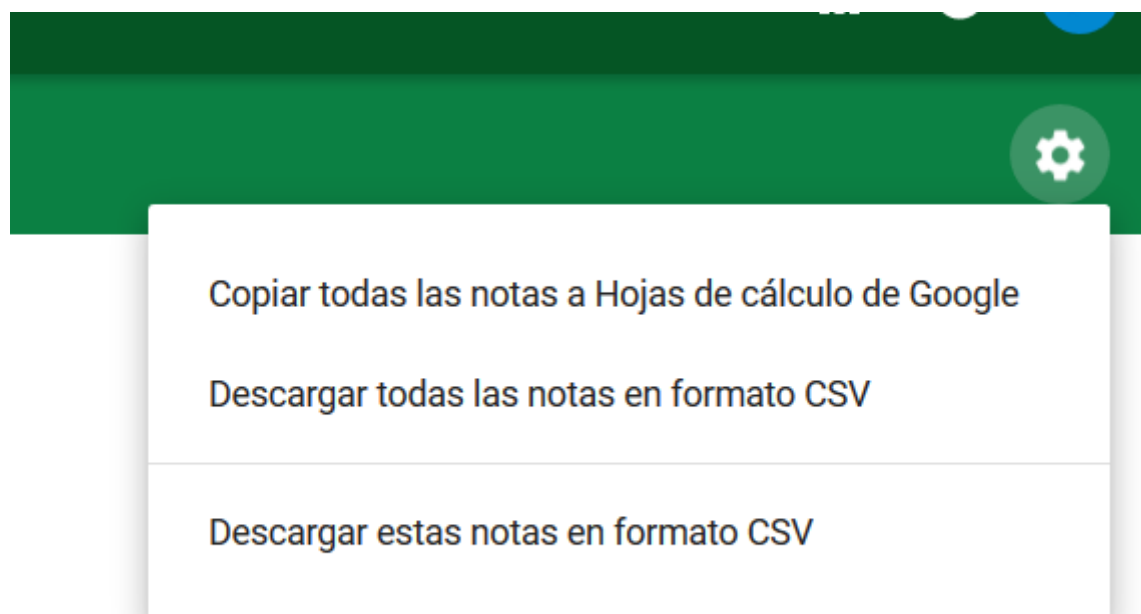 Copiar todas las notas a Hojas de cálculo de Google
Descargar todas las notas en formato CSV
Descargar estas notas en formato CSV